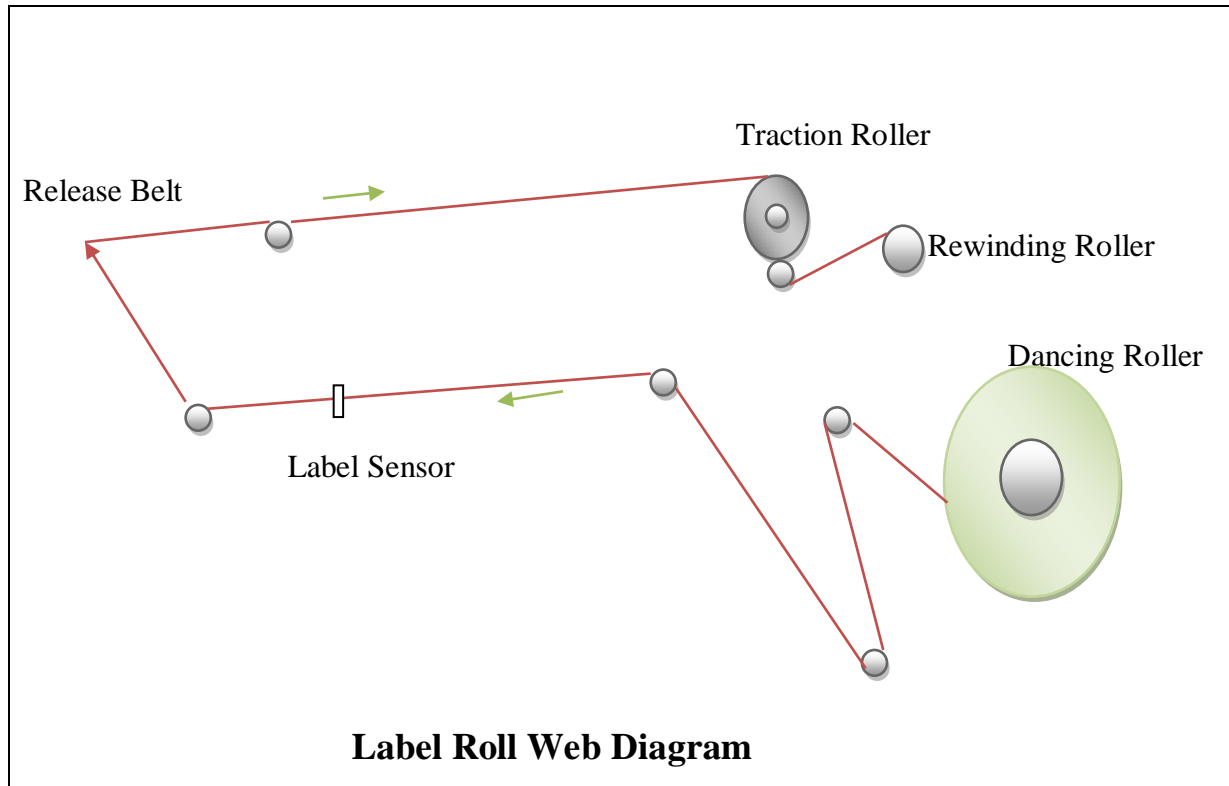 Traction Roller
Release Belt
Rewinding Roller
Dancing Roller
Label Sensor
Label Roll Web Diagram